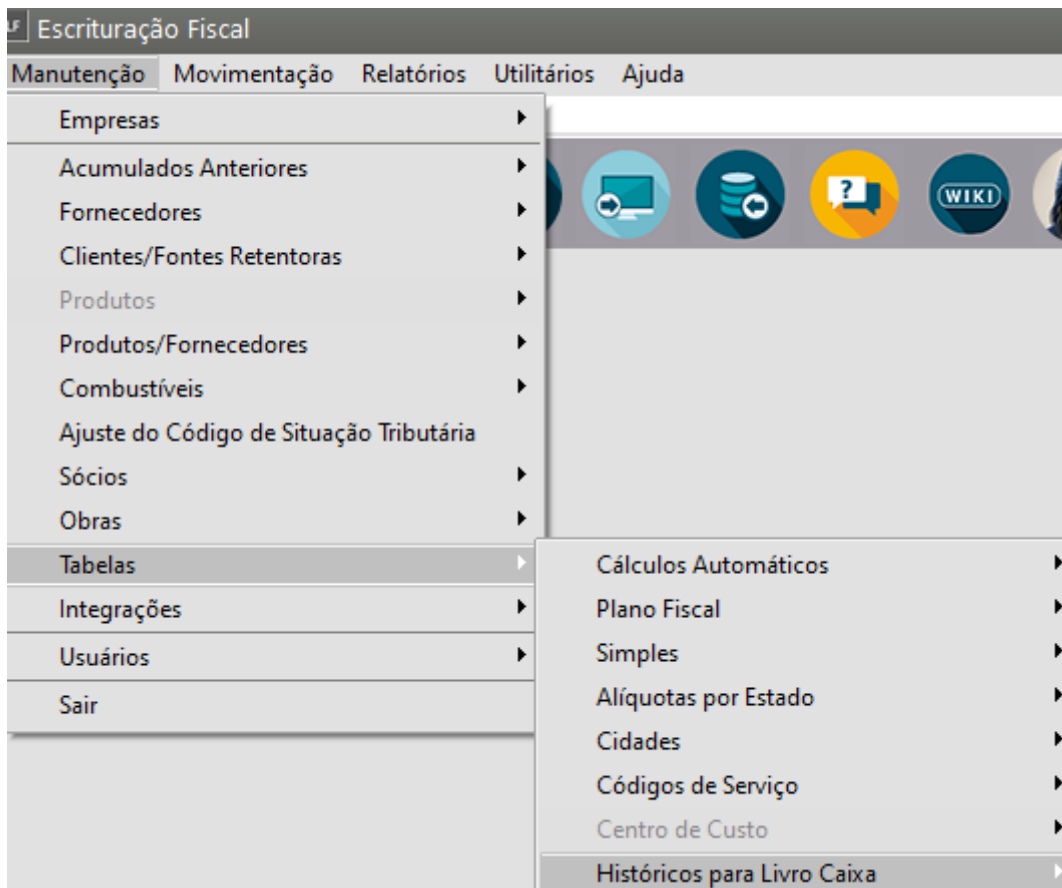 LF Escrituração Fiscal
Manutenção Movimentação Relatórios Utilitários Ajuda
Empresas
Acumulados Anteriores
Fornecedores
Clientes/Fontes Retentoras
Produtos
Produtos/Fornecedores
Combustíveis
Ajuste do Código de Situação Tributária
Sócios
Obras
Tabelas
Integrações
Usuários
Sair
?
WIKI
Cálculos Automáticos
Plano Fiscal
Simples
Alíquotas por Estado
Cidades
Códigos de Serviço
Centro de Custo
Históricos para Livro Caixa